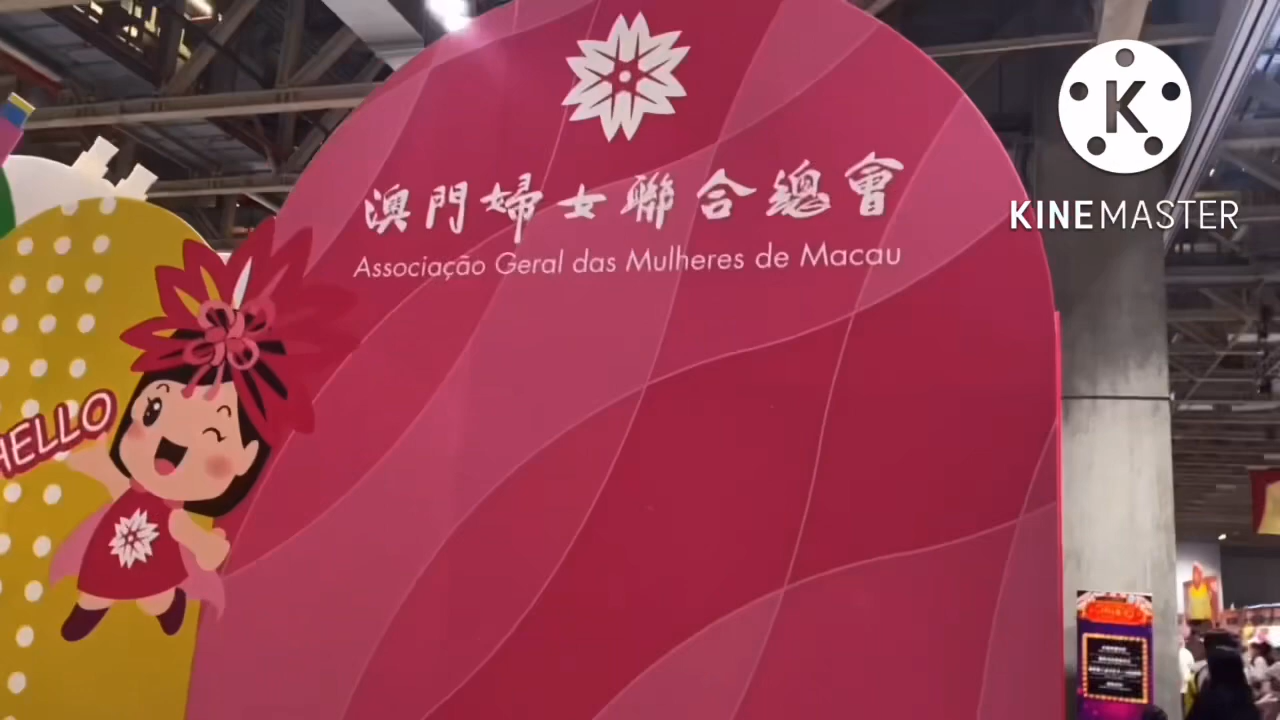 澳門婦女聯合總會
Associação Geral das Mulheres de Macau
HELLO
K
KINEMASTER